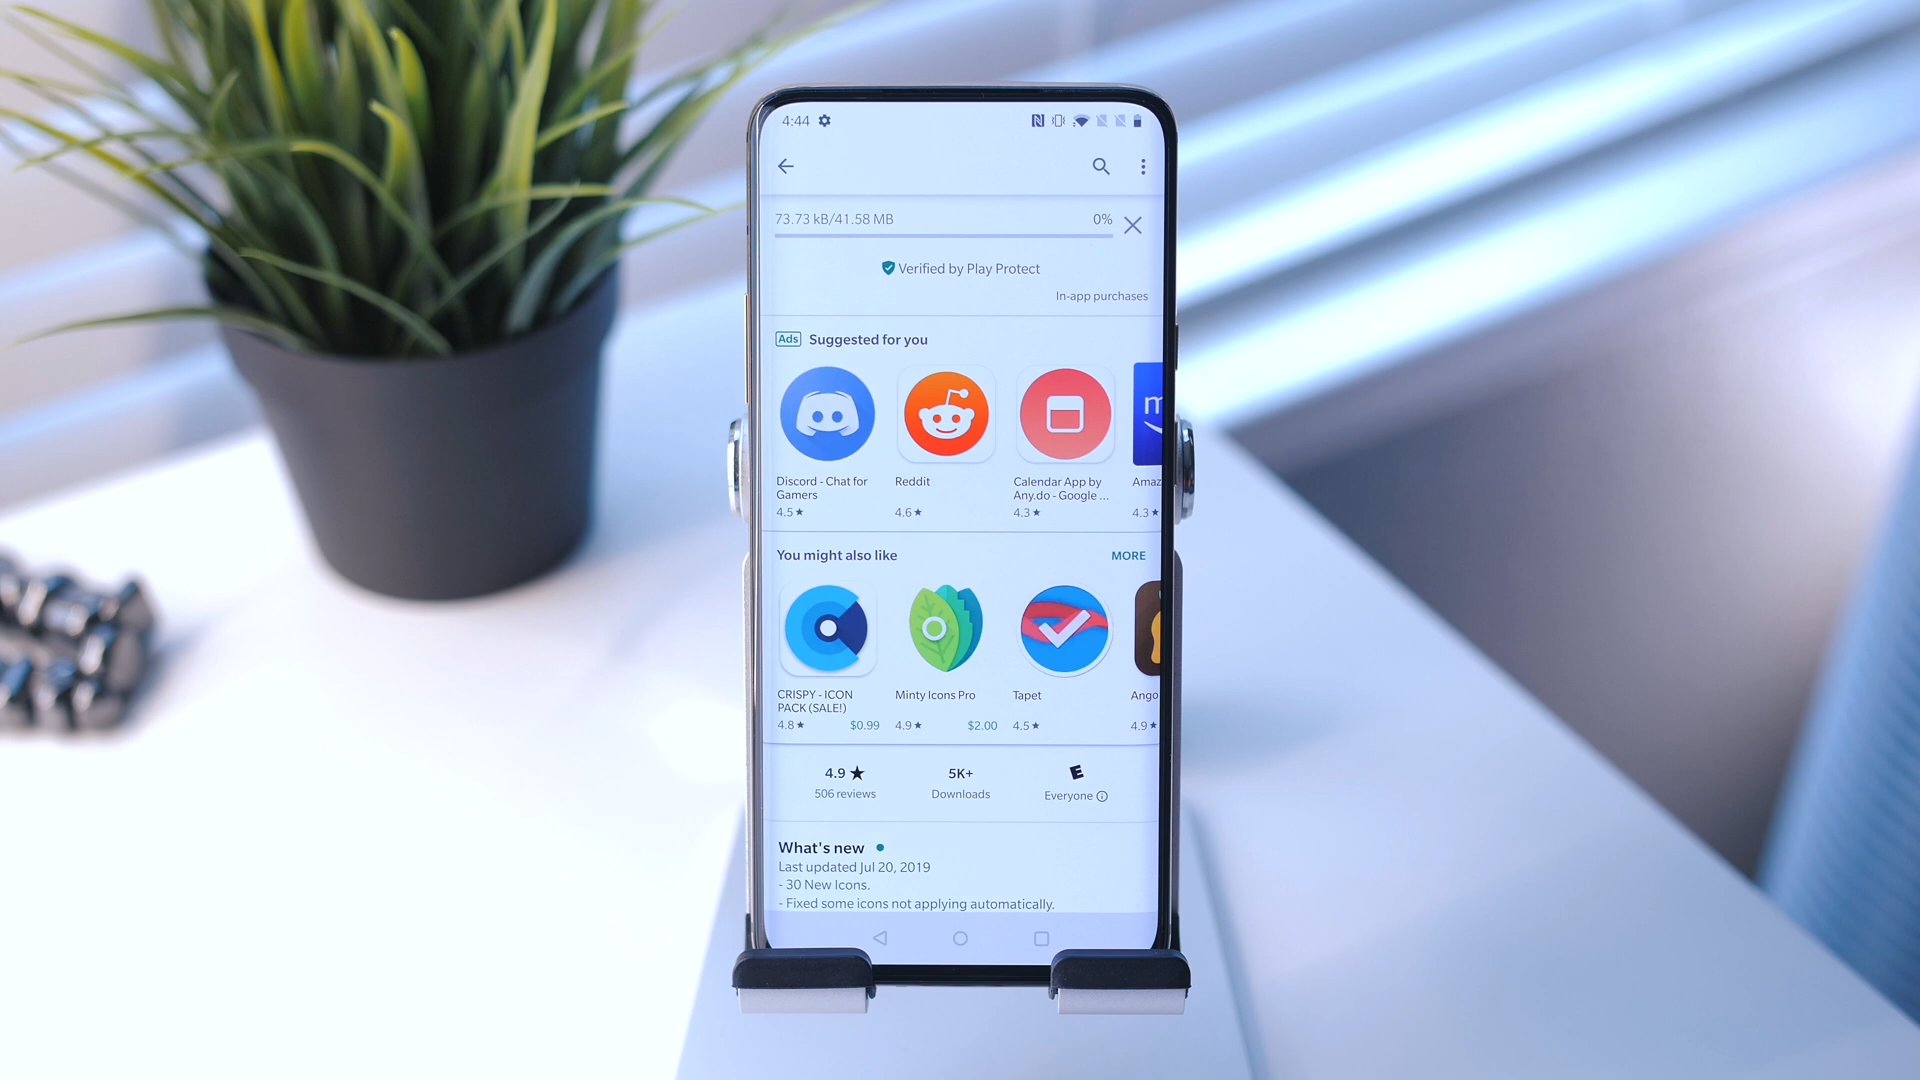 4:44
73.73 kB/41.58 MB 0%
Verified by Play Protect
In-app purchases
Ads Suggested for you
Discord - Chat for Gamers
4.5★
Reddit
4.6★
Calendar App by Any.do - Google ...
4.3★
m
Amaz
4.3★
You might also like MORE
CRISPY - ICON PACK (SALE!)
4.8★ $0.99
Minty Icons Pro
4.9★ $2.00
Tapet
4.5★
Ango
4.9★
4.9★ 5K+ E
506 reviews Downloads Everyone
What's new
Last updated Jul 20, 2019
- 30 New Icons.
- Fixed some icons not applying automatically.